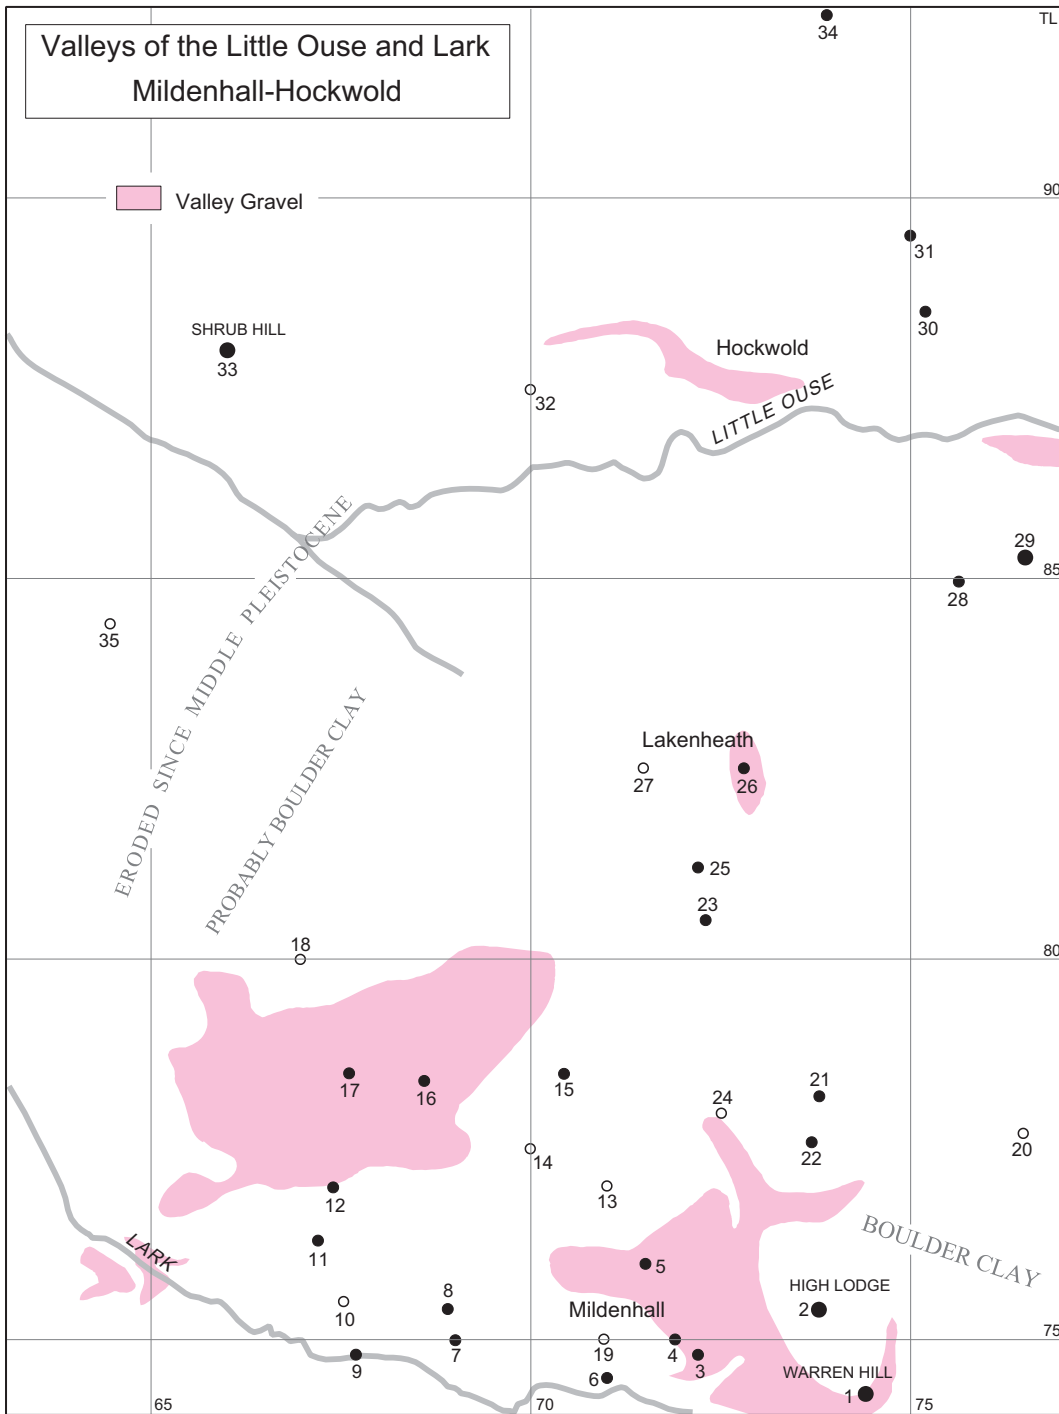 TL
34
Valleys of the Little Ouse and Lark
Mildenhall-Hockwold
90
Valley Gravel
31
30
SHRUB HILL
33
Hockwold
32
LITTLE OUSE
29
85
28
35
ERODED SINCE MIDDLE PLEISTOCENE
PROBABLY BOULDER CLAY
Lakenheath
27
26
25
23
18
80
17
16
15
24
21
22
20
14
13
12
11
LARK
BOULDER CLAY
5
HIGH LODGE
2
8
Mildenhall
10
75
7
19
4
3
9
6
WARREN HILL
1
65
70
75